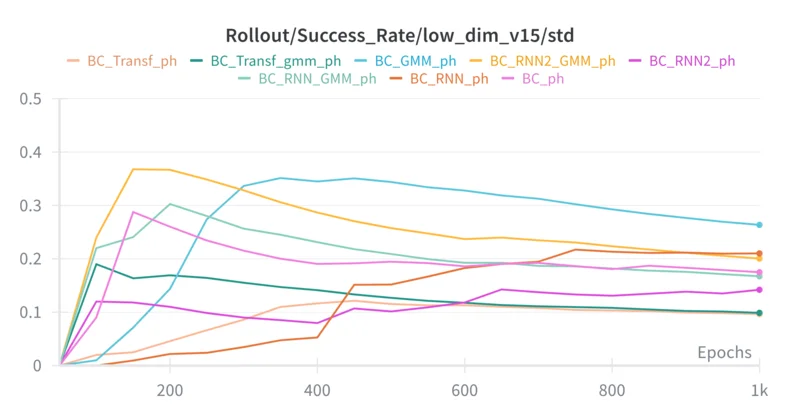 Rollout/Success_Rate/low_dim_v15/std
BC_Transf_ph BC_Transf_gmm_ph BC_GMM_ph BC_RNN2_GMM_ph BC_RNN2_ph
BC_RNN_GMM_ph BC_RNN_ph BC_ph
0.5
0.4
0.3
0.2
0.1
0
Epochs
200 400 600 800 1k